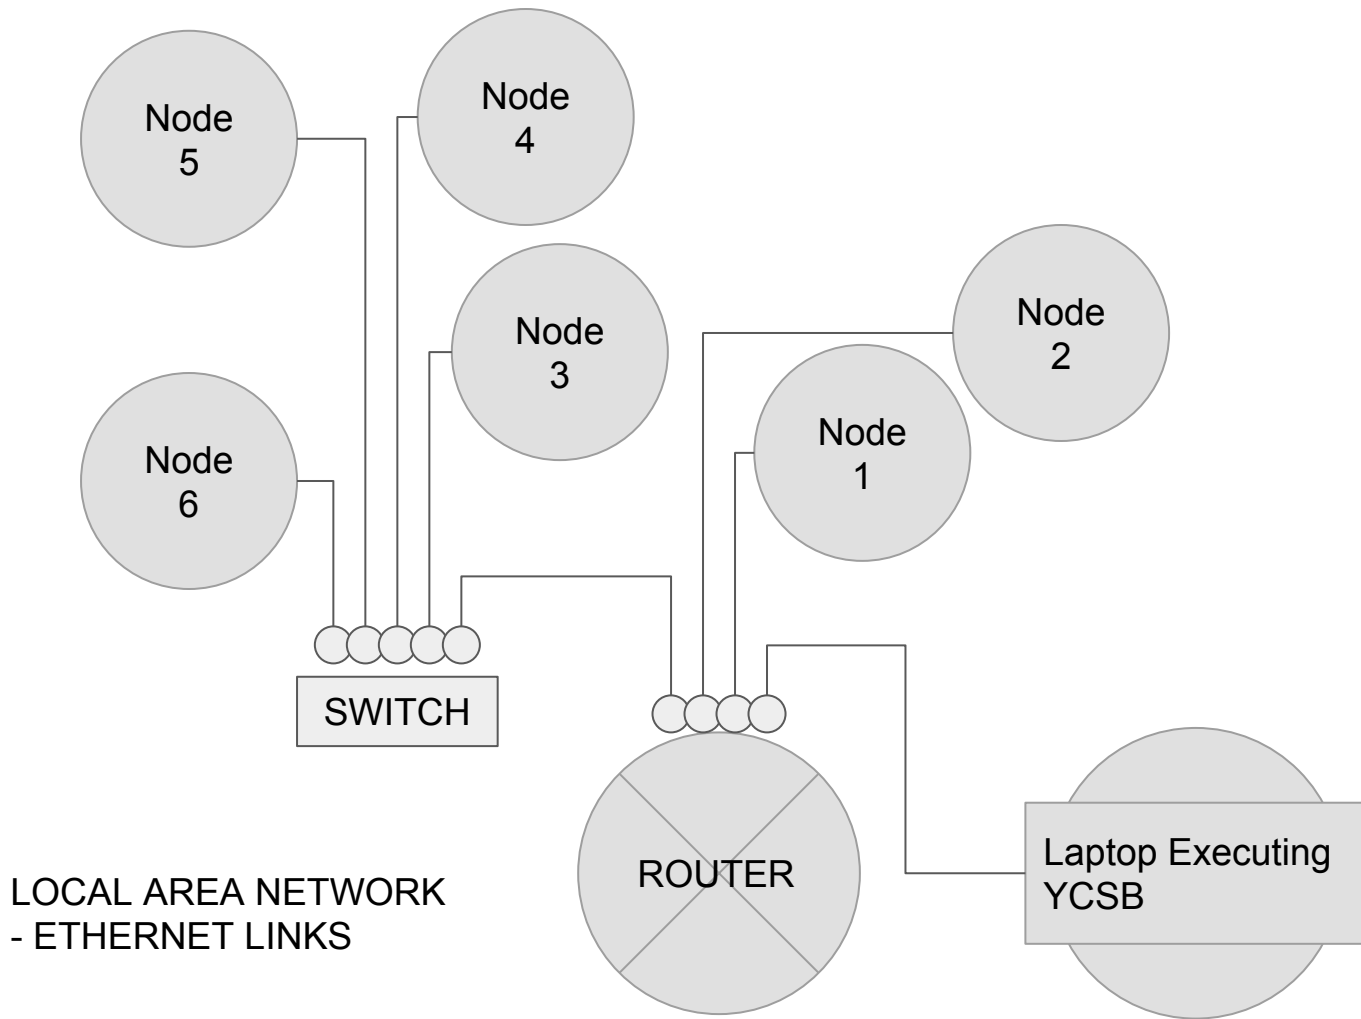 Node
5
Node
4
Node
3
Node
2
Node
1
Node
6
SWITCH
ROUTER
Laptop Executing
YCSB
LOCAL AREA NETWORK
- ETHERNET LINKS